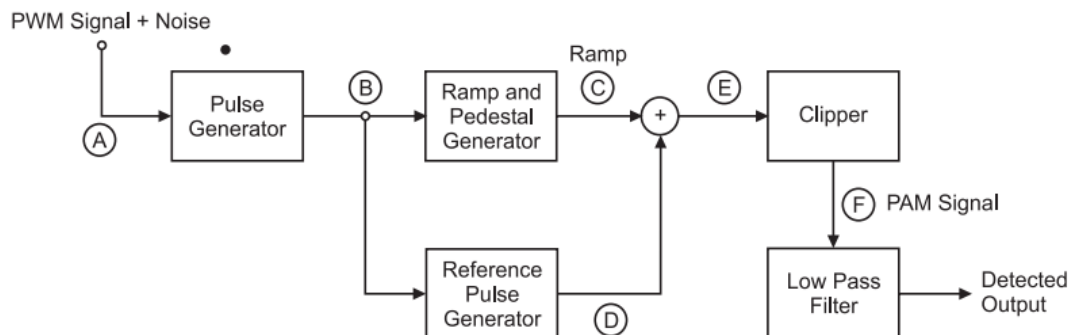 PWM Signal + Noise
A
Pulse
Generator
B
Ramp and
Pedestal
Generator
Ramp
C
+
E
Clipper
F
PAM Signal
Reference
Pulse
Generator
D
Low Pass
Filter
Detected
Output